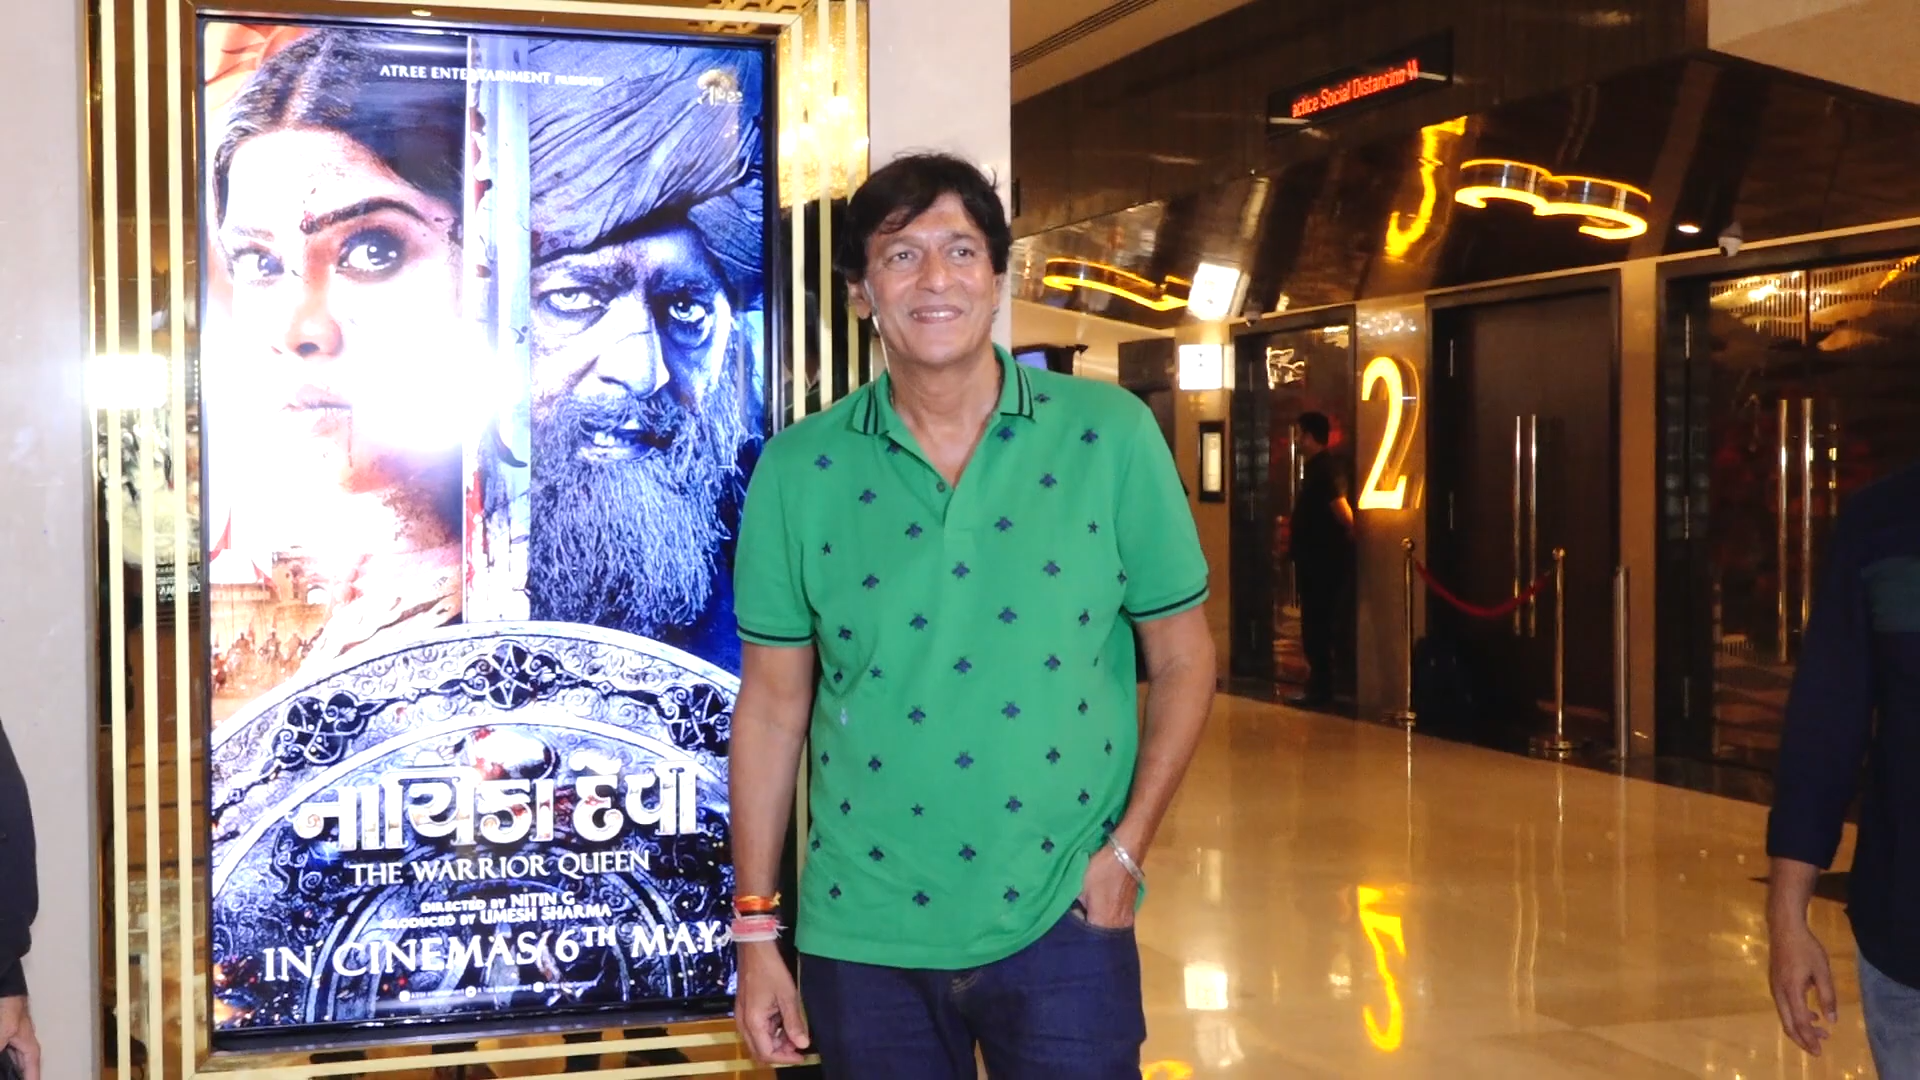 ATREE ENTERTAINMENT PRESENTS
નાયિકા દેવી
THE WARRIOR QUEEN
DIRECTED BY NITIN G
PRODUCED BY UMESH SHARMA
IN CINEMAS 6TH MAY
actice Social Distancing
2